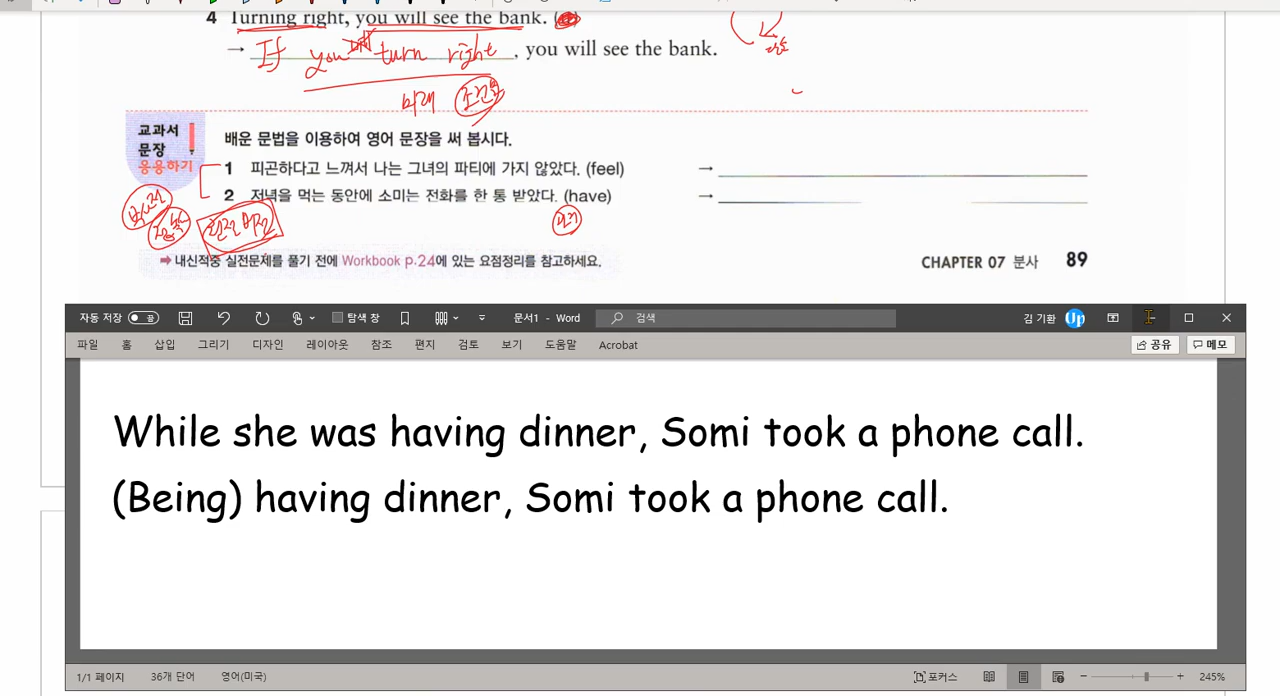 4 Turning right, you will see the bank.
→ If you turn right, you will see the bank.
미래 조건문
교과서 문장 응용하기
배운 문법을 이용하여 영어 문장을 써 봅시다.
1 피곤하다고 느껴서 나는 그녀의 파티에 가지 않았다. (feel) →
2 저녁을 먹는 동안에 소미는 전화를 한 통 받았다. (have) →
➡ 내신적중 실전문제를 풀기 전에 Workbook p.24에 있는 요점정리를 참고하세요.
CHAPTER 07 분사 89
자동 저장 끔 탐색 창 문서1 - Word 검색 김 기환 Up
파일 홈 삽입 그리기 디자인 레이아웃 참조 편지 검토 보기 도움말 Acrobat 공유 메모
While she was having dinner, Somi took a phone call.
(Being) having dinner, Somi took a phone call.
1/1 페이지 36개 단어 영어(미국) 포커스 245%